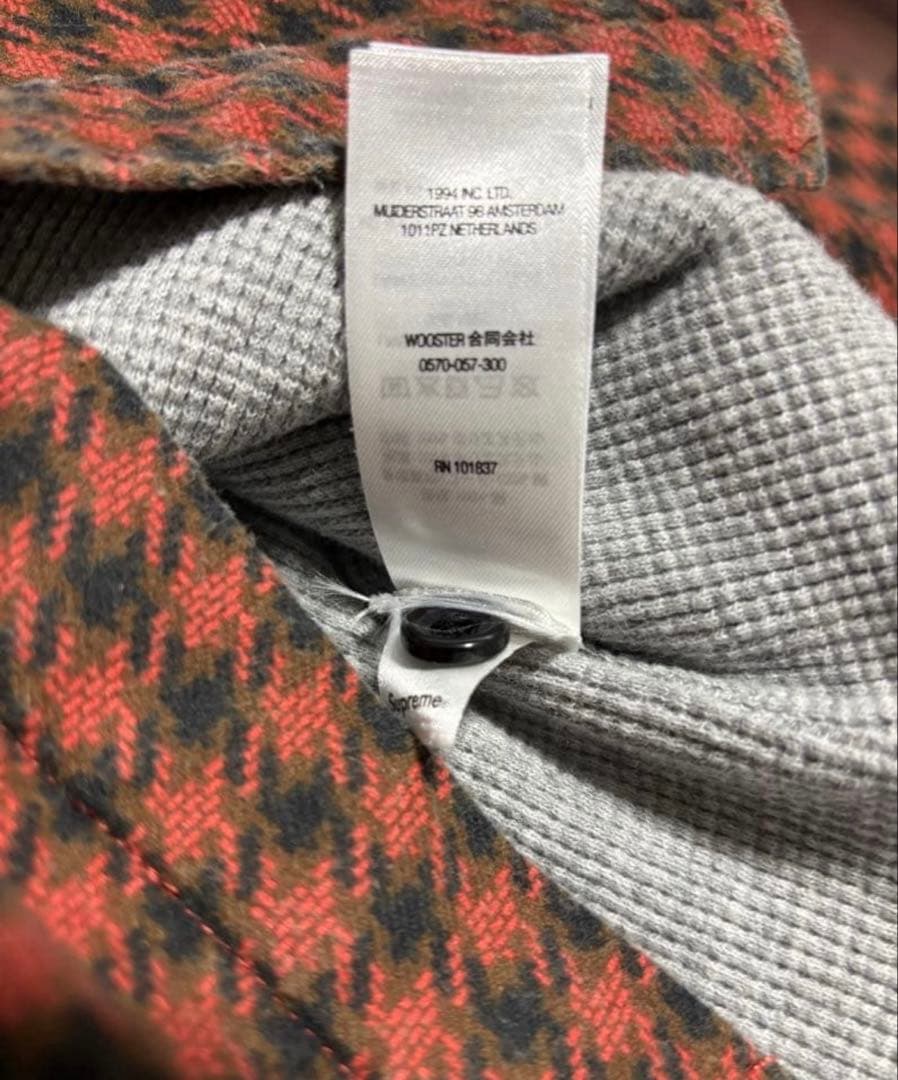 1994 INC. LTD.
MUIDERSTRAAT 98 AMSTERDAM
1011PZ NETHERLANDS
WOOSTER 合同会社
0570-057-300
RN 101837
Supreme